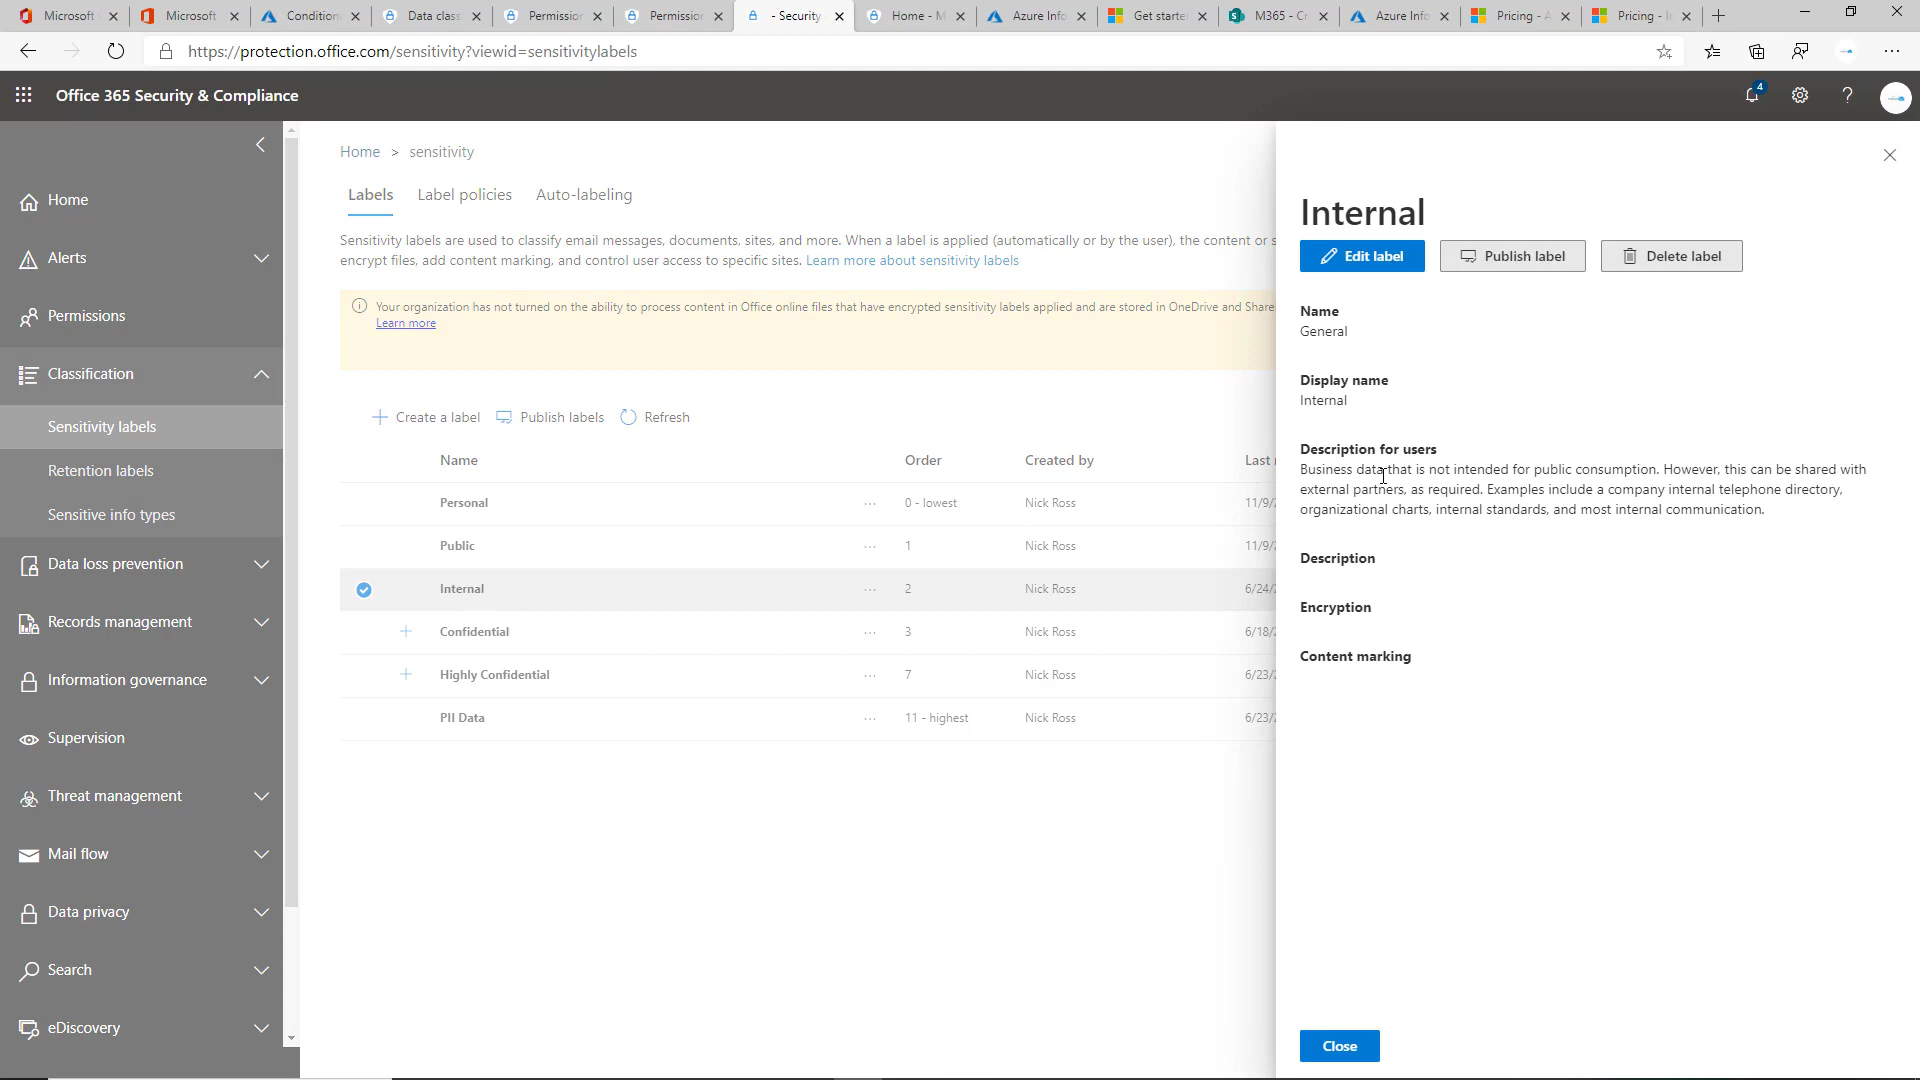 Microsoft
Microsoft
Condition
Data class
Permission
Permission
- Security
Home - M
Azure Info
Get starte
M365 - Cr
Azure Info
Pricing - A
Pricing - I
https://protection.office.com/sensitivity?viewid=sensitivitylabels
Office 365 Security & Compliance
4
?
Home
Alerts
Permissions
Classification
Sensitivity labels
Retention labels
Sensitive info types
Data loss prevention
Records management
Information governance
Supervision
Threat management
Mail flow
Data privacy
Search
eDiscovery
Home > sensitivity
Labels Label policies Auto-labeling
Sensitivity labels are used to classify email messages, documents, sites, and more. When a label is applied (automatically or by the user), the content or s
encrypt files, add content marking, and control user access to specific sites. Learn more about sensitivity labels
Your organization has not turned on the ability to process content in Office online files that have encrypted sensitivity labels applied and are stored in OneDrive and Share
Learn more
Create a label Publish labels Refresh
Name Order Created by Last
Personal ... 0 - lowest Nick Ross 11/9/
Public ... 1 Nick Ross 11/9/
Internal ... 2 Nick Ross 6/24/
Confidential ... 3 Nick Ross 6/18/
Highly Confidential ... 7 Nick Ross 6/23/
PII Data ... 11 - highest Nick Ross 6/23/
Internal
Edit label Publish label Delete label
Name
General
Display name
Internal
Description for users
Business data that is not intended for public consumption. However, this can be shared with
external partners, as required. Examples include a company internal telephone directory,
organizational charts, internal standards, and most internal communication.
Description
Encryption
Content marking
Close